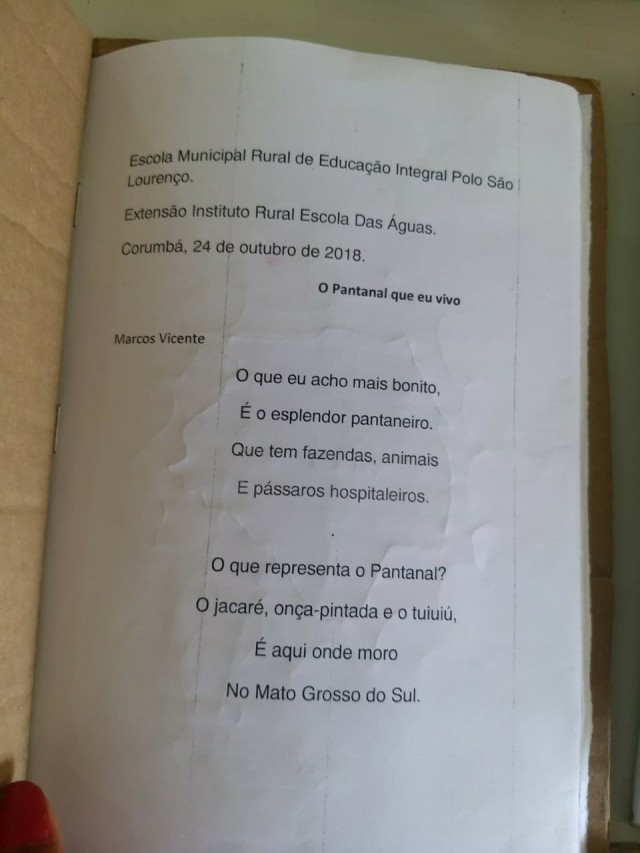 Escola Municipal Rural de Educação Integral Polo São
Lourenço.
Extensão Instituto Rural Escola Das Águas.
Corumbá, 24 de outubro de 2018.
O Pantanal que eu vivo
Marcos Vicente
O que eu acho mais bonito,
É o esplendor pantaneiro.
Que tem fazendas, animais
E pássaros hospitaleiros.
.
O que representa o Pantanal?
O jacaré, onça-pintada e o tuiuiú,
É aqui onde moro
No Mato Grosso do Sul.